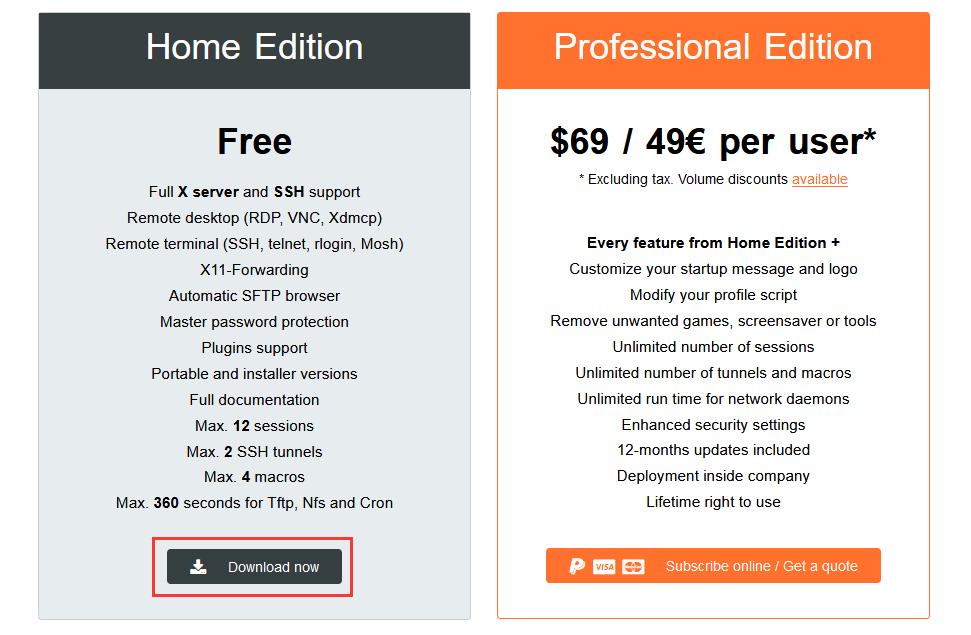 Home Edition
Free
Full X server and SSH support
Remote desktop (RDP, VNC, Xdmcp)
Remote terminal (SSH, telnet, rlogin, Mosh)
X11-Forwarding
Automatic SFTP browser
Master password protection
Plugins support
Portable and installer versions
Full documentation
Max. 12 sessions
Max. 2 SSH tunnels
Max. 4 macros
Max. 360 seconds for Tftp, Nfs and Cron
Download now
Professional Edition
$69 / 49€ per user*
* Excluding tax. Volume discounts available
Every feature from Home Edition +
Customize your startup message and logo
Modify your profile script
Remove unwanted games, screensaver or tools
Unlimited number of sessions
Unlimited number of tunnels and macros
Unlimited run time for network daemons
Enhanced security settings
12-months updates included
Deployment inside company
Lifetime right to use
VISA Subscribe online / Get a quote